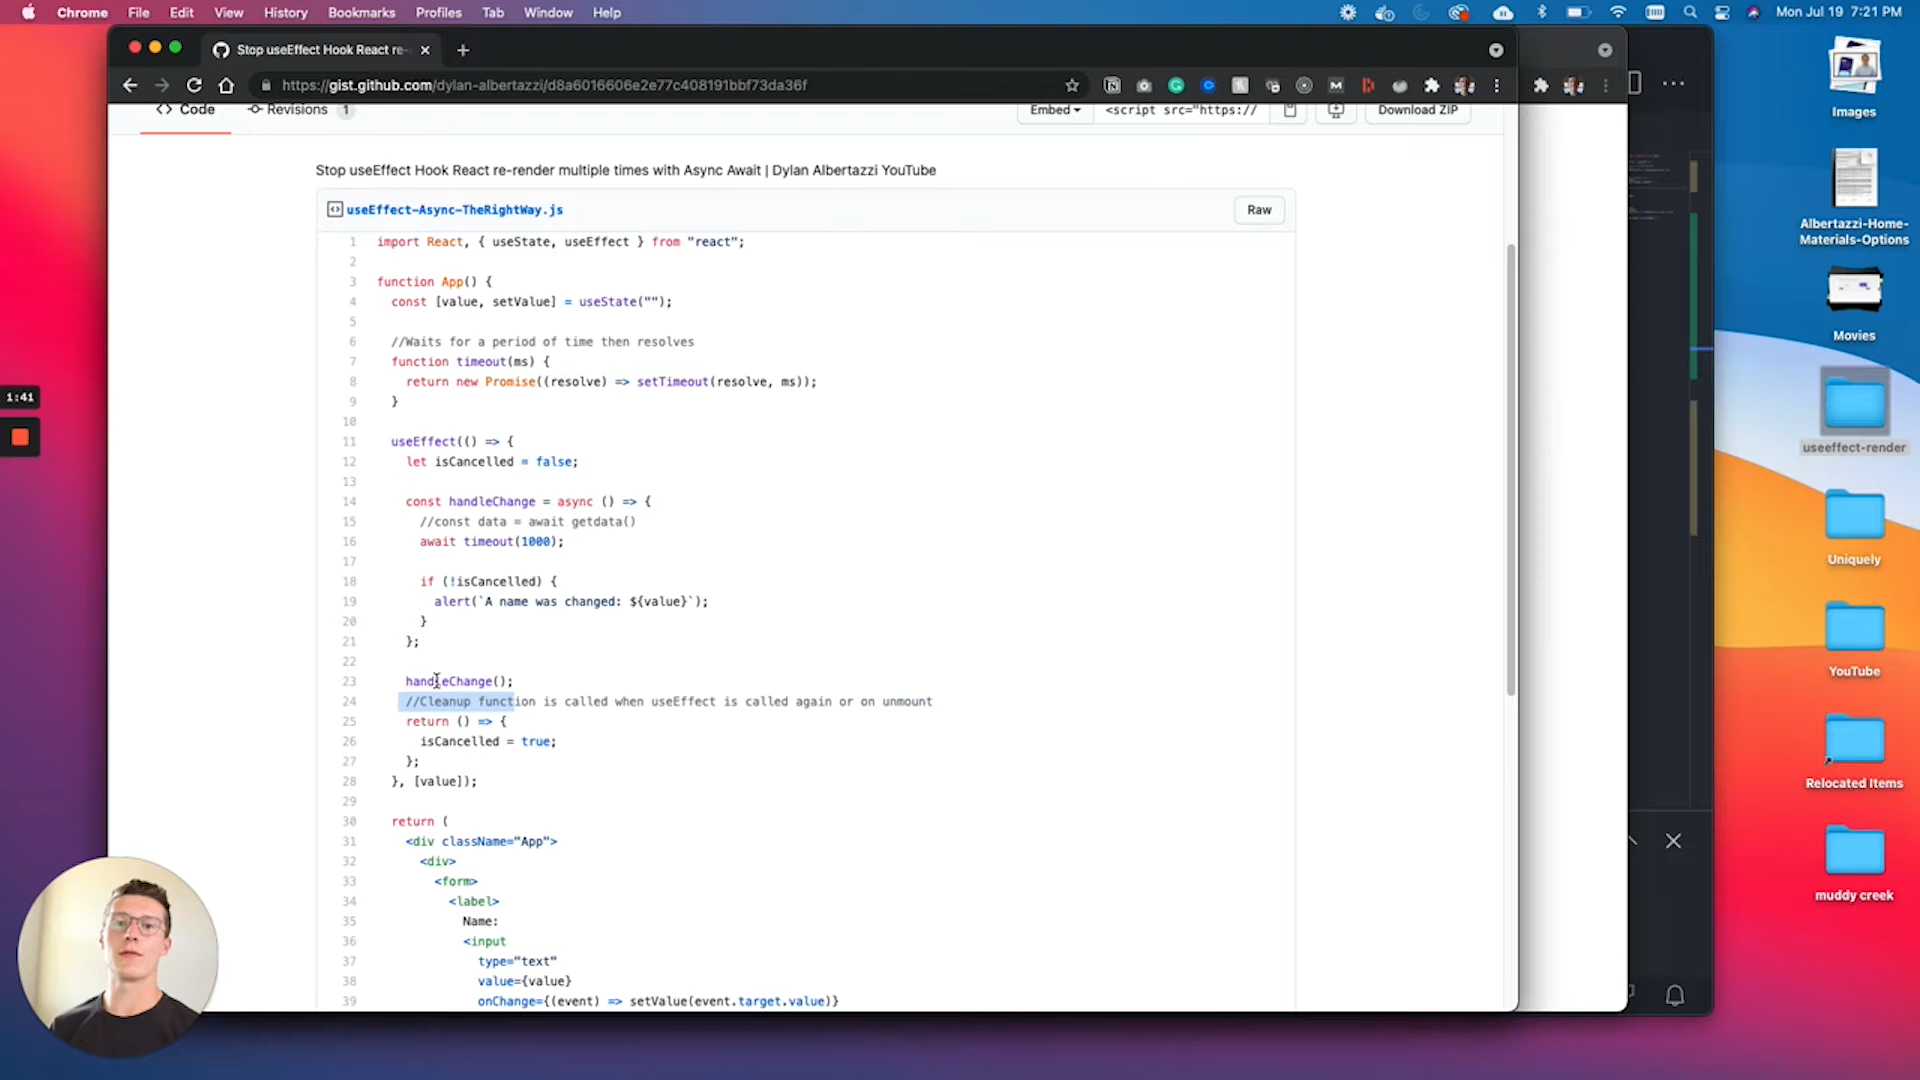 Chrome File Edit View History Bookmarks Profiles Tab Window Help
Mon Jul 19 7:21 PM
Stop useEffect Hook React re-
https://gist.github.com/dylan-albertazzi/d8a6016606e2e77c408191bbf73da36f
Code
Revisions 1
Embed
<script src="https://
Download ZIP
Stop useEffect Hook React re-render multiple times with Async Await | Dylan Albertazzi YouTube
useEffect-Async-TheRightWay.js
Raw
1 import React, { useState, useEffect } from "react";
2
3 function App() {
4 const [value, setValue] = useState("");
5
6 //Waits for a period of time then resolves
7 function timeout(ms) {
8 return new Promise((resolve) => setTimeout(resolve, ms));
9 }
10
11 useEffect(() => {
12 let isCancelled = false;
13
14 const handleChange = async () => {
15 //const data = await getdata()
16 await timeout(1000);
17
18 if (!isCancelled) {
19 alert(`A name was changed: ${value}`);
20 }
21 };
22
23 handleChange();
24 //Cleanup function is called when useEffect is called again or on unmount
25 return () => {
26 isCancelled = true;
27 };
28 }, [value]);
29
30 return (
31 <div className="App">
32 <div>
33 <form>
34 <label>
35 Name:
36 <input
37 type="text"
38 value={value}
39 onChange={(event) => setValue(event.target.value)}
1:41
Images
Albertazzi-Home-
Materials-Options
Movies
useeffect-render
Uniquely
YouTube
Relocated Items
muddy creek